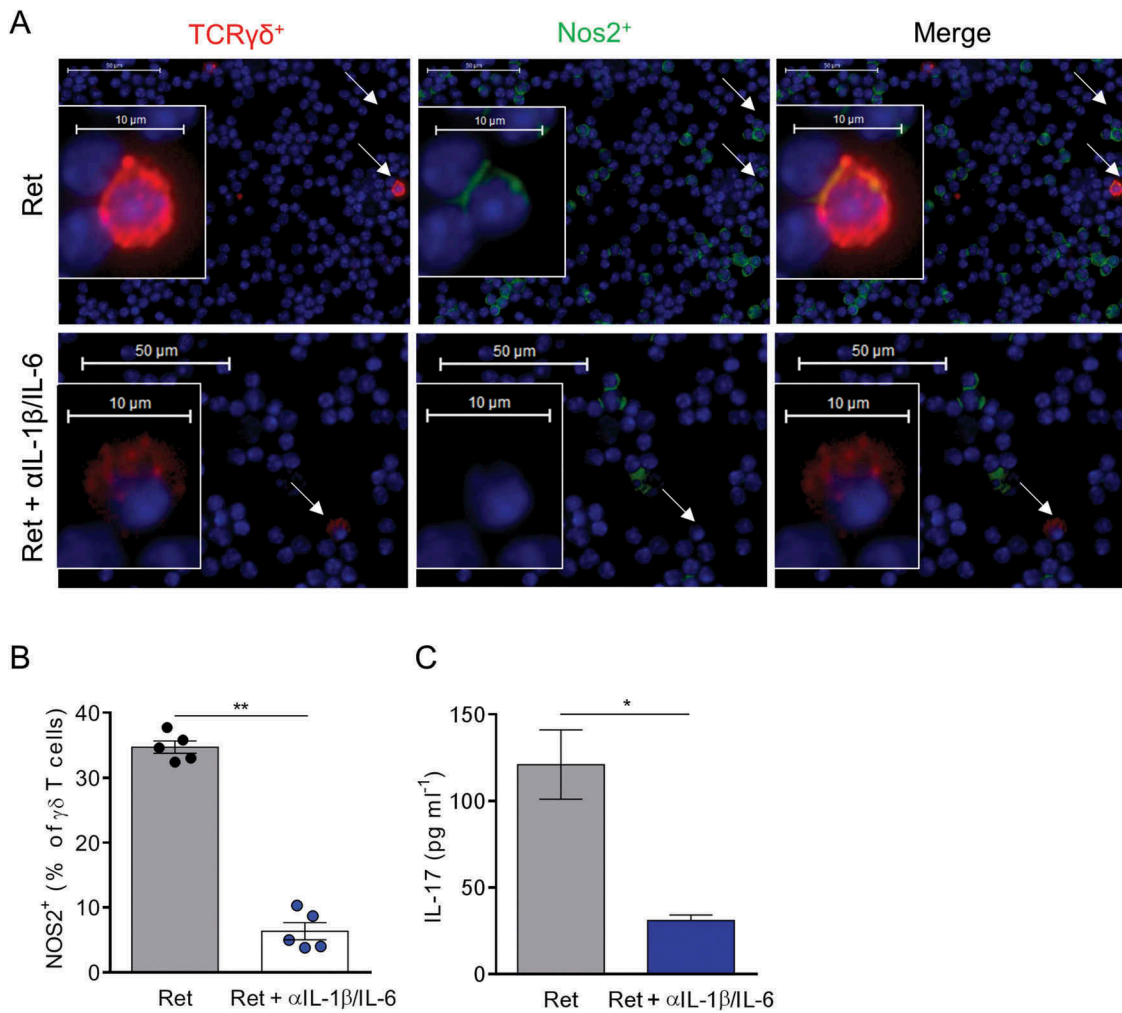 A
TCRγδ⁺ Nos2⁺ Merge
Ret
50 µm 50 µm 50 µm
10 µm 10 µm 10 µm
Ret + αIL-1β/IL-6
50 µm 50 µm 50 µm
10 µm 10 µm 10 µm
B
NOS2⁺ (% of γδ T cells)
40
30
20
10
0
**
Ret Ret + αIL-1β/IL-6
C
IL-17 (pg ml⁻¹)
150
100
50
0
*
Ret Ret + αIL-1β/IL-6